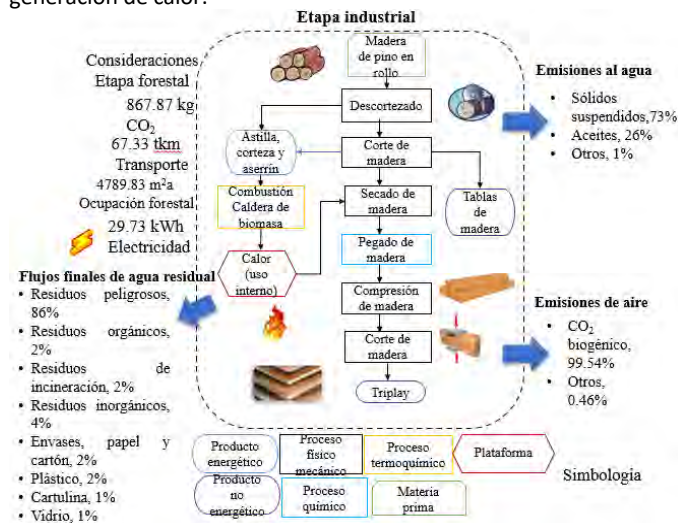 generación de calor.
Etapa industrial
Consideraciones
Etapa forestal
867.87 kg
CO₂
67.33 tkm
Transporte
4789.83 m²a
Ocupación forestal
29.73 kWh
Electricidad
Flujos finales de agua residual
• Residuos peligrosos,
86%
• Residuos orgánicos,
2%
• Residuos de
incineración, 2%
• Residuos inorgánicos,
4%
• Envases, papel y
cartón, 2%
• Plástico, 2%
• Cartulina, 1%
• Vidrio, 1%
Madera
de pino en
rollo
Descortezado
Astilla,
corteza y
aserrín
Corte de
madera
Combustión
Caldera de
biomasa
Secado de
madera
Tablas
de
madera
Calor
(uso
interno)
Pegado de
madera
Compresión
de madera
Corte de
madera
Triplay
Emisiones al agua
• Sólidos
suspendidos,73%
• Aceites, 26%
• Otros, 1%
Emisiones de aire
• CO₂
biogénico,
99.54%
• Otros,
0.46%
Producto
energético
Proceso
físico
mecánico
Proceso
termoquímico
Plataforma
Producto
no
energético
Proceso
químico
Materia
prima
Simbología